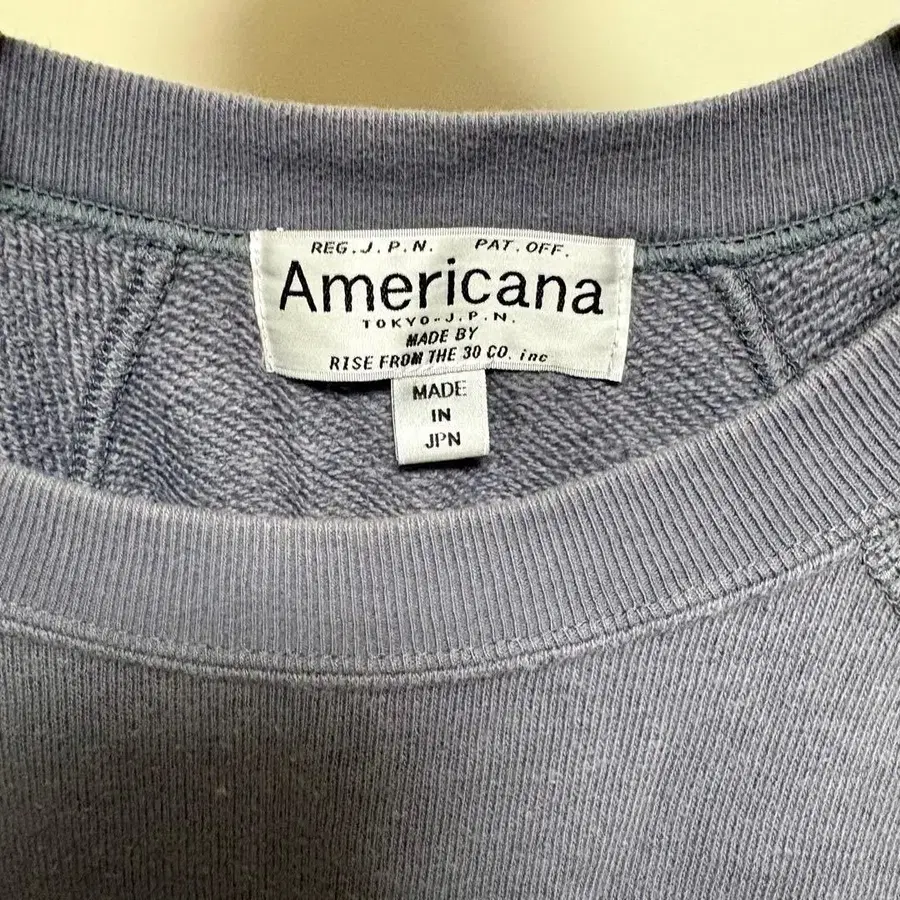 REG.J.P.N. PAT.OFF.
Americana
TOKYO-J.P.N.
MADE BY
RISE FROM THE 30 CO. inc
MADE
IN
JPN